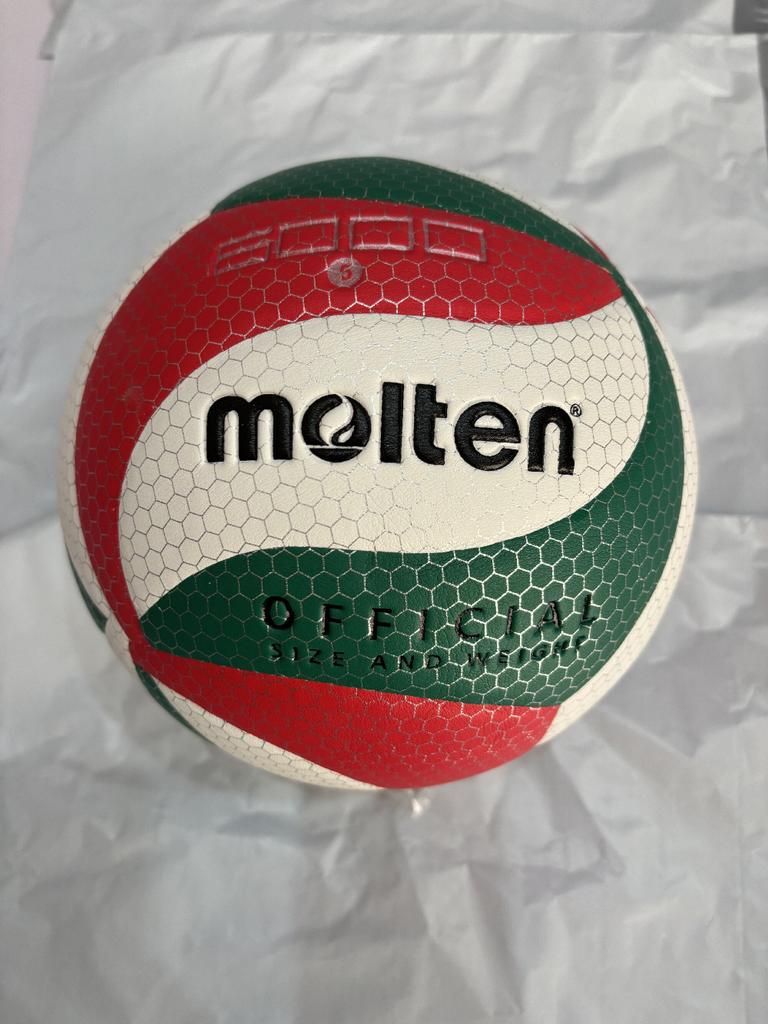 5000
5
molten®
OFFICIAL
SIZE AND WEIGHT